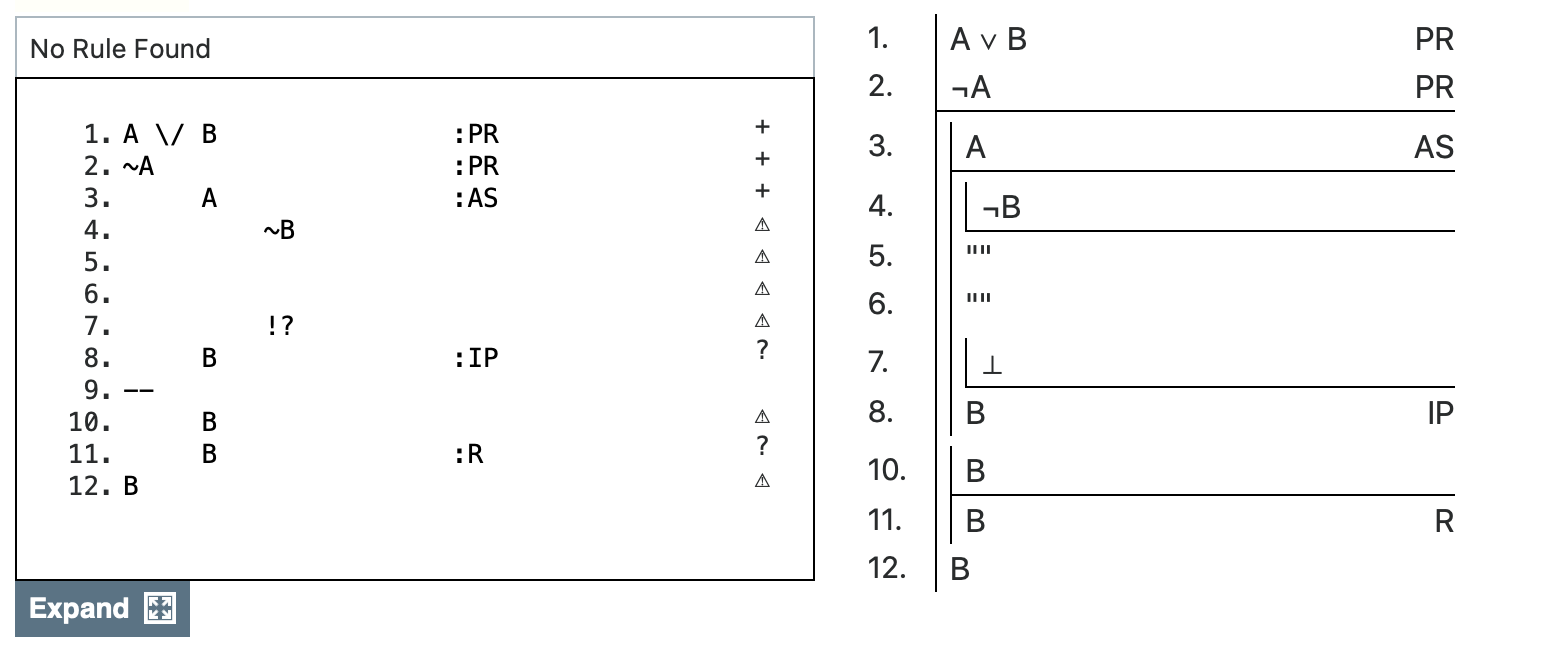 No Rule Found
1. A \/ B :PR +
2. ~A :PR +
3. A :AS +
4. ~B ⚠
5. ⚠
6. ⚠
7. !? ⚠
8. B :IP ?
9. --
10. B ⚠
11. B :R ?
12. B ⚠
Expand
1. A ∨ B PR
2. ¬A PR
3. A AS
4. ¬B
5. ""
6. ""
7. ⊥
8. B IP
10. B
11. B R
12. B